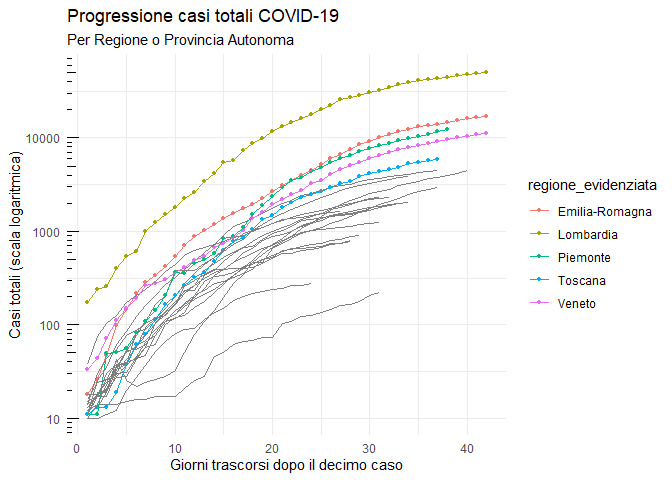 Progressione casi totali COVID-19
Per Regione o Provincia Autonoma
Casi totali (scala logaritmica)
10000
1000
100
10
0
10
20
30
40
Giorni trascorsi dopo il decimo caso
regione_evidenziata
Emilia-Romagna
Lombardia
Piemonte
Toscana
Veneto